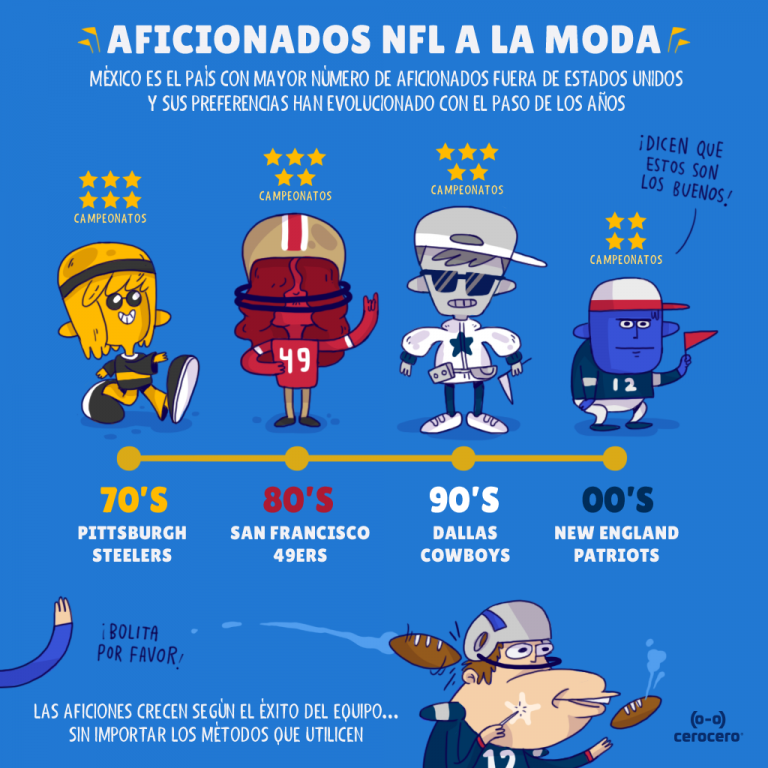 AFICIONADOS NFL A LA MODA
MÉXICO ES EL PAÍS CON MAYOR NÚMERO DE AFICIONADOS FUERA DE ESTADOS UNIDOS
Y SUS PREFERENCIAS HAN EVOLUCIONADO CON EL PASO DE LOS AÑOS
¡DICEN QUE
ESTOS SON
LOS BUENOS!
CAMPEONATOS
CAMPEONATOS
CAMPEONATOS
CAMPEONATOS
49
12
70'S
PITTSBURGH
STEELERS
80'S
SAN FRANCISCO
49ERS
90'S
DALLAS
COWBOYS
00'S
NEW ENGLAND
PATRIOTS
¡BOLITA
POR FAVOR!
LAS AFICIONES CRECEN SEGÚN EL ÉXITO DEL EQUIPO...
SIN IMPORTAR LOS MÉTODOS QUE UTILICEN
12
(o-o)
cerocero